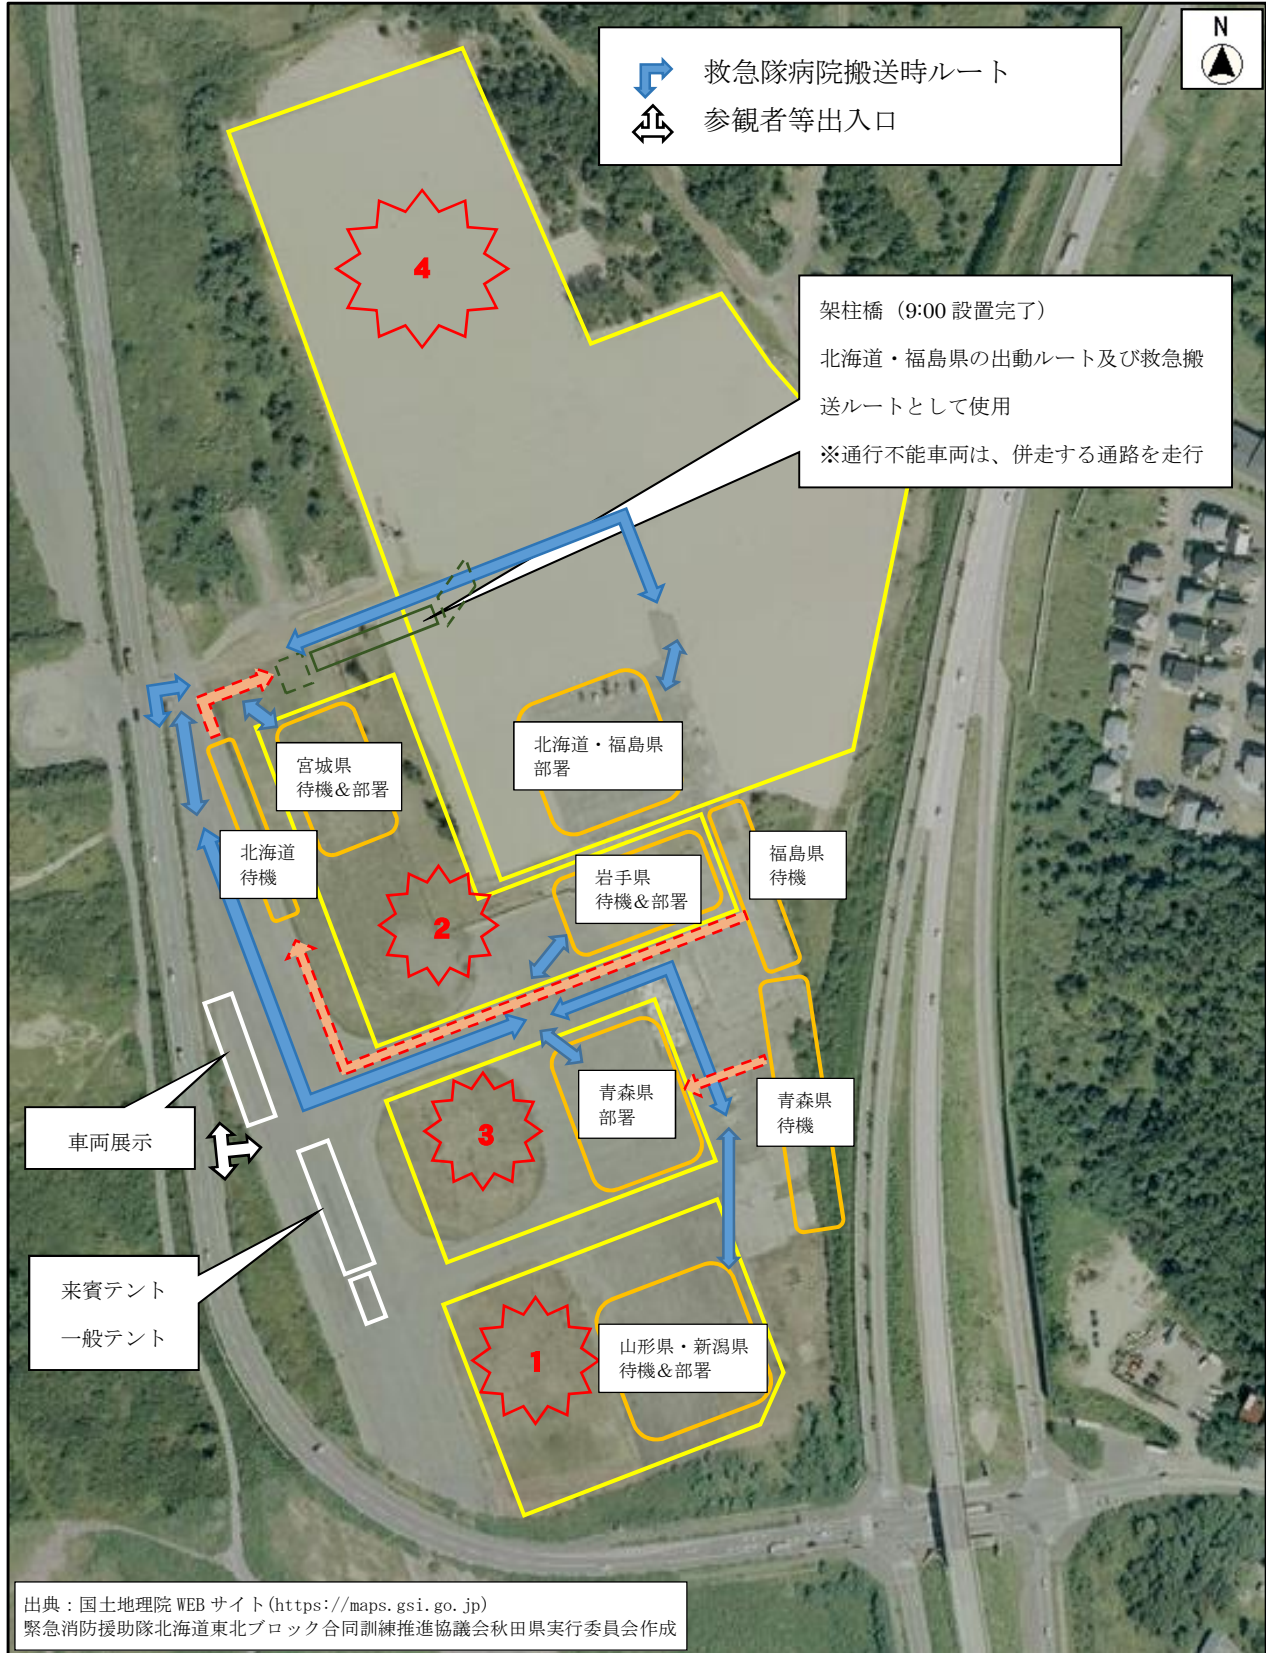 N
救急隊病院搬送時ルート
参観者等出入口
4
架柱橋（9:00 設置完了）
北海道・福島県の出動ルート及び救急搬
送ルートとして使用
※通行不能車両は、併走する通路を走行
北海道・福島県
部署
宮城県
待機＆部署
北海道
待機
福島県
待機
岩手県
待機＆部署
2
青森県
部署
青森県
待機
3
車両展示
来賓テント
一般テント
1
山形県・新潟県
待機＆部署
出典：国土地理院 WEB サイト(https://maps.gsi.go.jp)
緊急消防援助隊北海道東北ブロック合同訓練推進協議会秋田県実行委員会作成